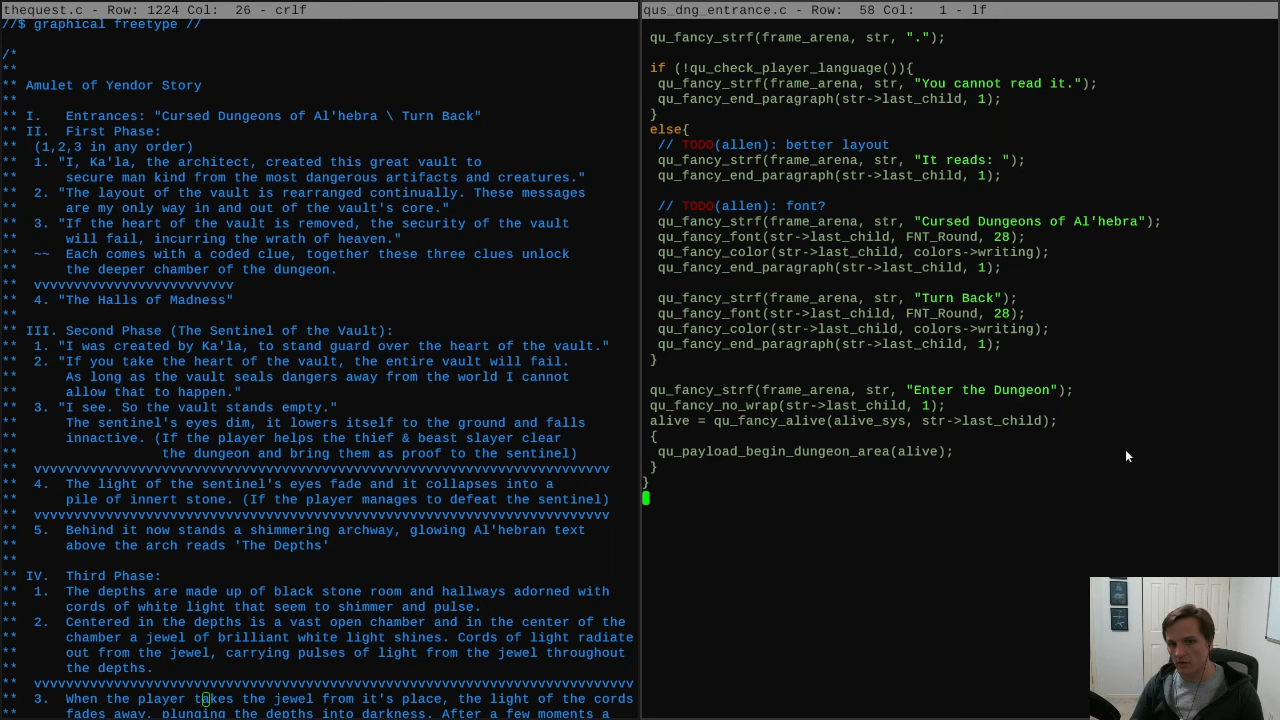 thequest.c - Row: 1224 Col:  26 - crlf
//$ graphical freetype //
/*
**
** Amulet of Yendor Story
**
** I.   Entrances: "Cursed Dungeons of Al'hebra \ Turn Back"
** II.  First Phase:
**  (1,2,3 in any order)
**  1. "I, Ka'la, the architect, created this great vault to
**      secure man kind from the most dangerous artifacts and creatures."
**  2. "The layout of the vault is rearranged continually. These messages
**      are my only way in and out of the vault's core."
**  3. "If the heart of the vault is removed, the security of the vault
**      will fail, incurring the wrath of heaven."
**  ~~  Each comes with a coded clue, together these three clues unlock
**      the deeper chamber of the dungeon.
**  vvvvvvvvvvvvvvvvvvvvvvvvv
**  4. "The Halls of Madness"
**
** III. Second Phase (The Sentinel of the Vault):
**  1. "I was created by Ka'la, to stand guard over the heart of the vault."
**  2. "If you take the heart of the vault, the entire vault will fail.
**      As long as the vault seals dangers away from the world I cannot
**      allow that to happen."
**  3. "I see. So the vault stands empty."
**      The sentinel's eyes dim, it lowers itself to the ground and falls
**      innactive. (If the player helps the thief & beast slayer clear
**                  the dungeon and bring them as proof to the sentinel)
**  vvvvvvvvvvvvvvvvvvvvvvvvvvvvvvvvvvvvvvvvvvvvvvvvvvvvvvvvvvvvvvvvvvvvvvvv
**  4.  The light of the sentinel's eyes fade and it collapses into a
**      pile of innert stone. (If the player manages to defeat the sentinel)
**  vvvvvvvvvvvvvvvvvvvvvvvvvvvvvvvvvvvvvvvvvvvvvvvvvvvvvvvvvvvvvvvvvvvvvvvv
**  5.  Behind it now stands a shimmering archway, glowing Al'hebran text
**      above the arch reads 'The Depths'
**
** IV.  Third Phase:
**  1.  The depths are made up of black stone room and hallways adorned with
**      cords of white light that seem to shimmer and pulse.
**  2.  Centered in the depths is a vast open chamber and in the center of the
**      chamber a jewel of brilliant white light shines. Cords of light radiate
**      out from the jewel, carrying pulses of light from the jewel throughout
**      the depths.
**  vvvvvvvvvvvvvvvvvvvvvvvvvvvvvvvvvvvvvvvvvvvvvvvvvvvvvvvvvvvvvvvvvvvvvvvvvvv
**  3.  When the player takes the jewel from it's place, the light of the cords
**      fades away, plunging the depths into darkness. After a few moments a
qus_dng_entrance.c - Row:  58 Col:   1 - lf
qu_fancy_strf(frame_arena, str, ".");
if (!qu_check_player_language()){
qu_fancy_strf(frame_arena, str, "You cannot read it.");
qu_fancy_end_paragraph(str->last_child, 1);
}
else{
// TODO(allen): better layout
qu_fancy_strf(frame_arena, str, "It reads: ");
qu_fancy_end_paragraph(str->last_child, 1);
// TODO(allen): font?
qu_fancy_strf(frame_arena, str, "Cursed Dungeons of Al'hebra");
qu_fancy_font(str->last_child, FNT_Round, 28);
qu_fancy_color(str->last_child, colors->writing);
qu_fancy_end_paragraph(str->last_child, 1);
qu_fancy_strf(frame_arena, str, "Turn Back");
qu_fancy_font(str->last_child, FNT_Round, 28);
qu_fancy_color(str->last_child, colors->writing);
qu_fancy_end_paragraph(str->last_child, 1);
}
qu_fancy_strf(frame_arena, str, "Enter the Dungeon");
qu_fancy_no_wrap(str->last_child, 1);
alive = qu_fancy_alive(alive_sys, str->last_child);
{
qu_payload_begin_dungeon_area(alive);
}
}